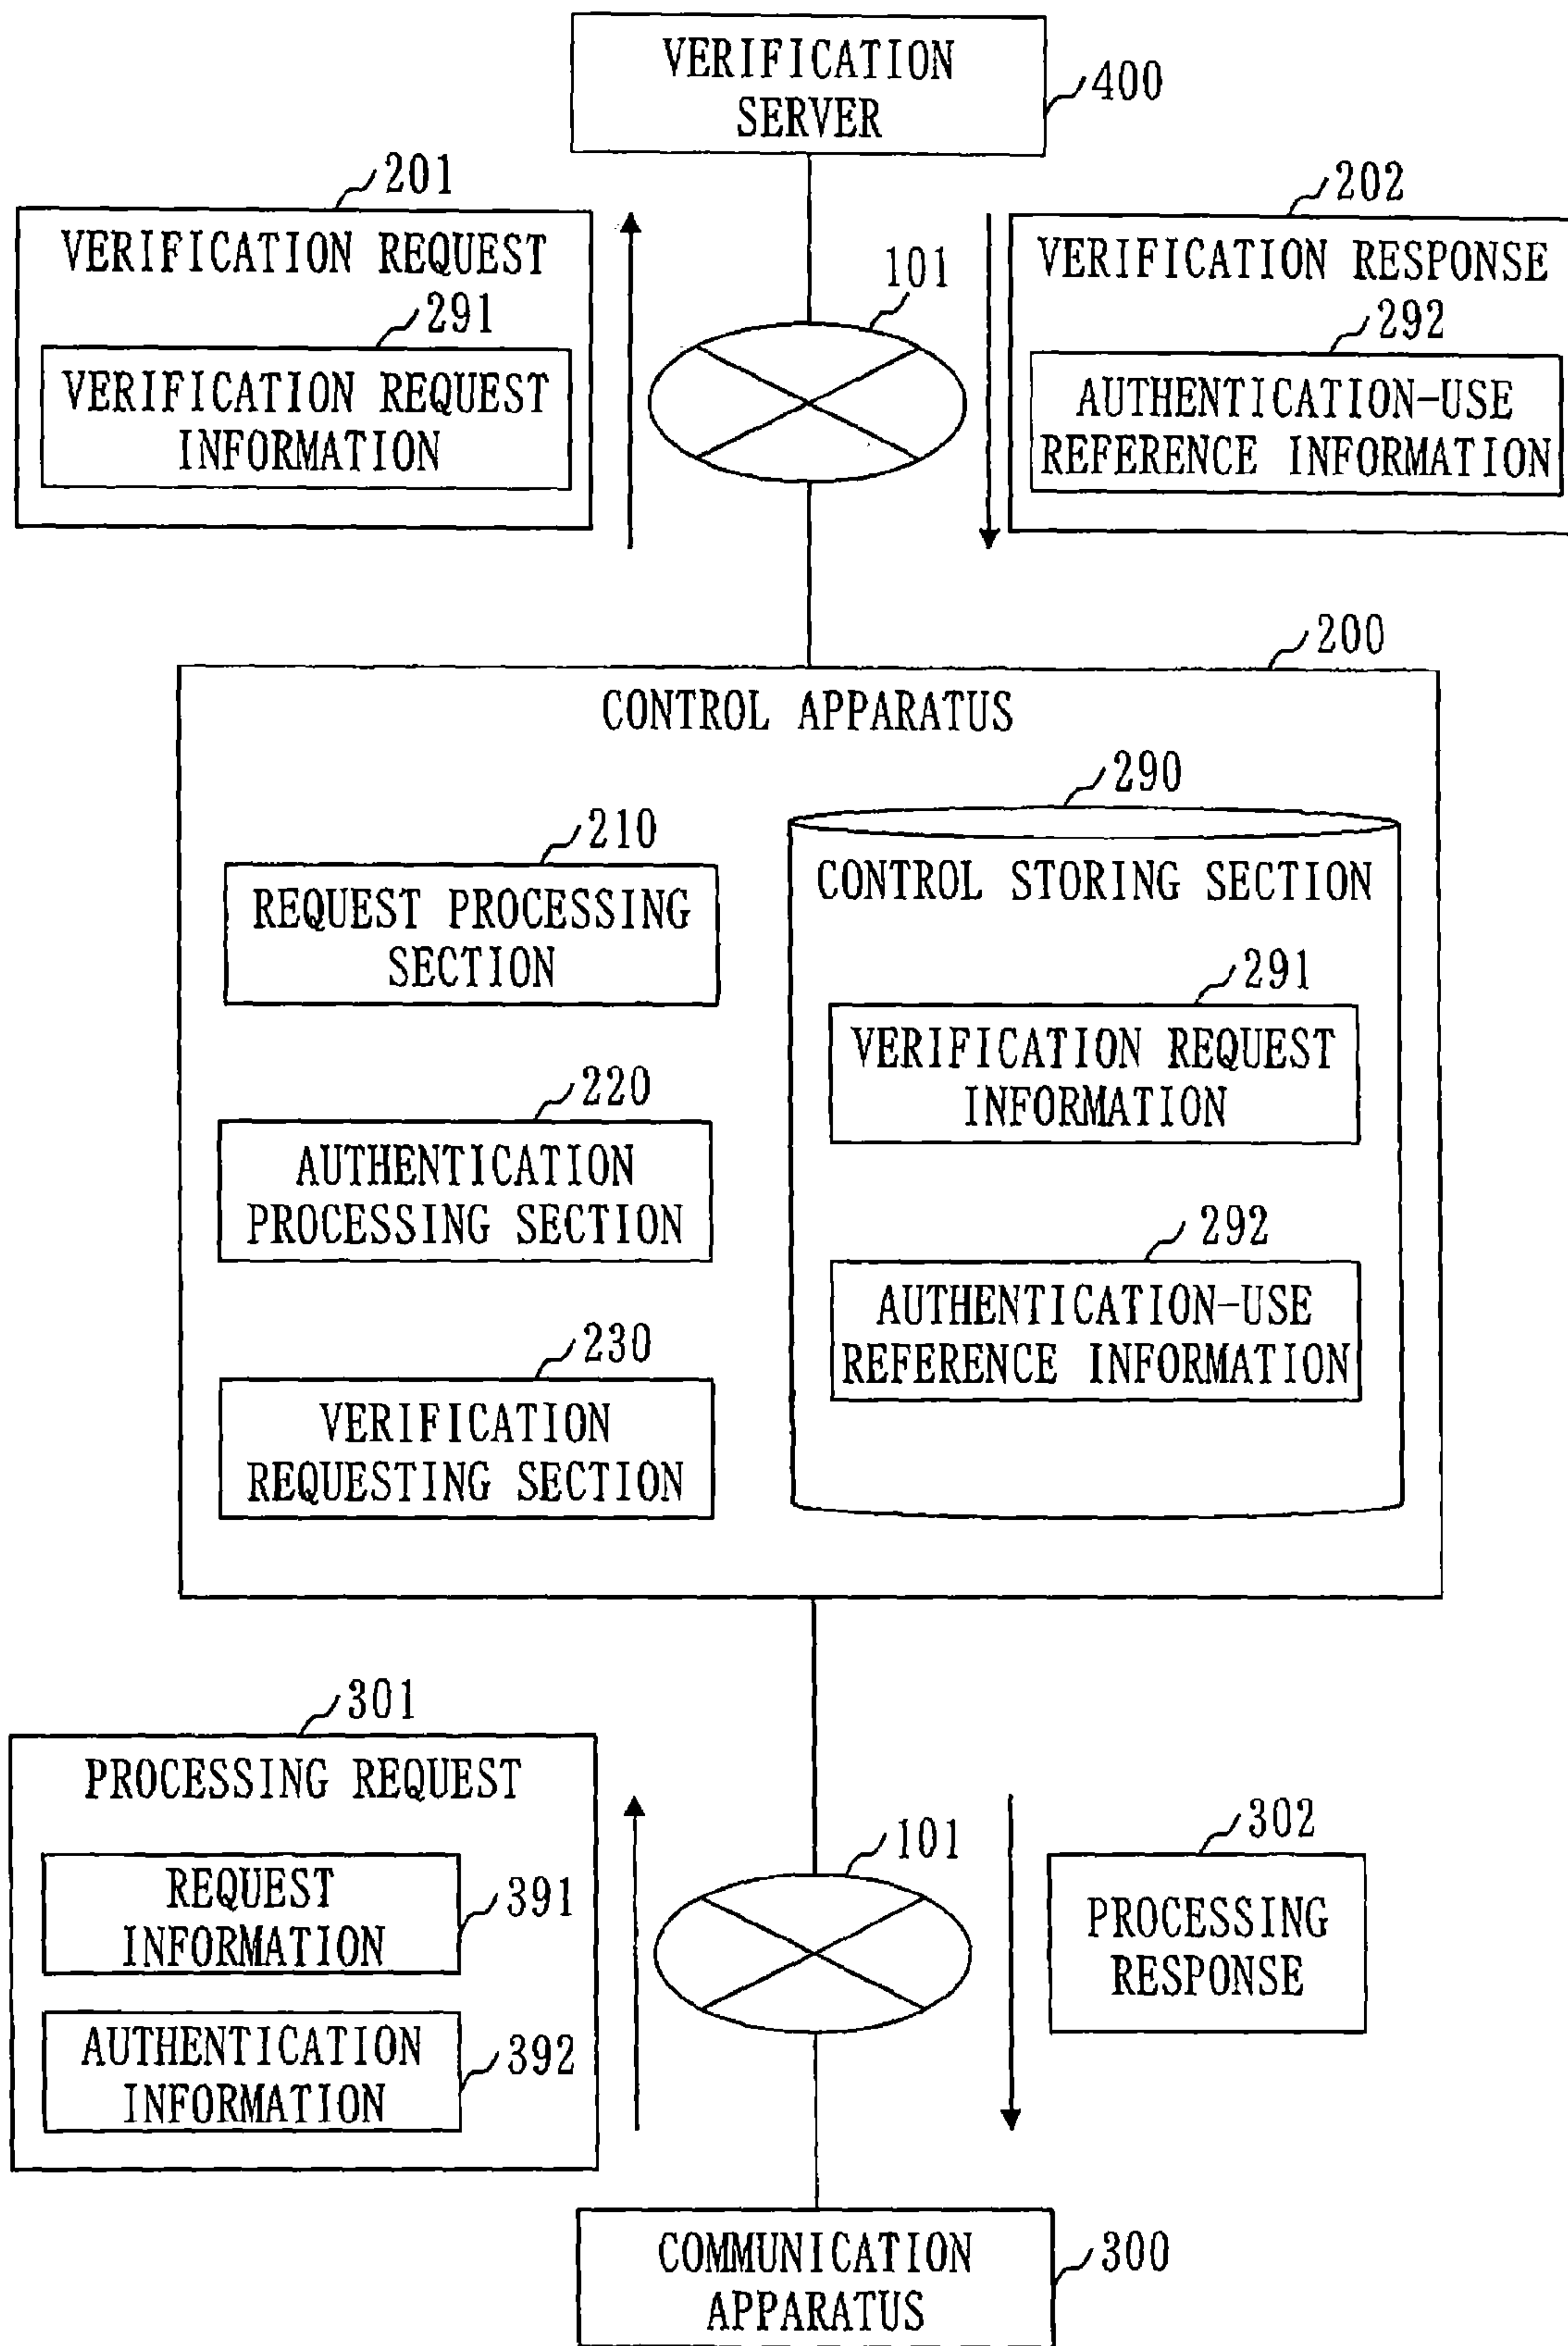 VERIFICATION
SERVER
400
201
VERIFICATION REQUEST
291
VERIFICATION REQUEST
INFORMATION
101
202
VERIFICATION RESPONSE
292
AUTHENTICATION-USE
REFERENCE INFORMATION
200
CONTROL APPARATUS
210
REQUEST PROCESSING
SECTION
220
AUTHENTICATION
PROCESSING SECTION
230
VERIFICATION
REQUESTING SECTION
290
CONTROL STORING SECTION
291
VERIFICATION REQUEST
INFORMATION
292
AUTHENTICATION-USE
REFERENCE INFORMATION
301
PROCESSING REQUEST
REQUEST
INFORMATION
391
AUTHENTICATION
INFORMATION
392
101
302
PROCESSING
RESPONSE
COMMUNICATION
APPARATUS
300